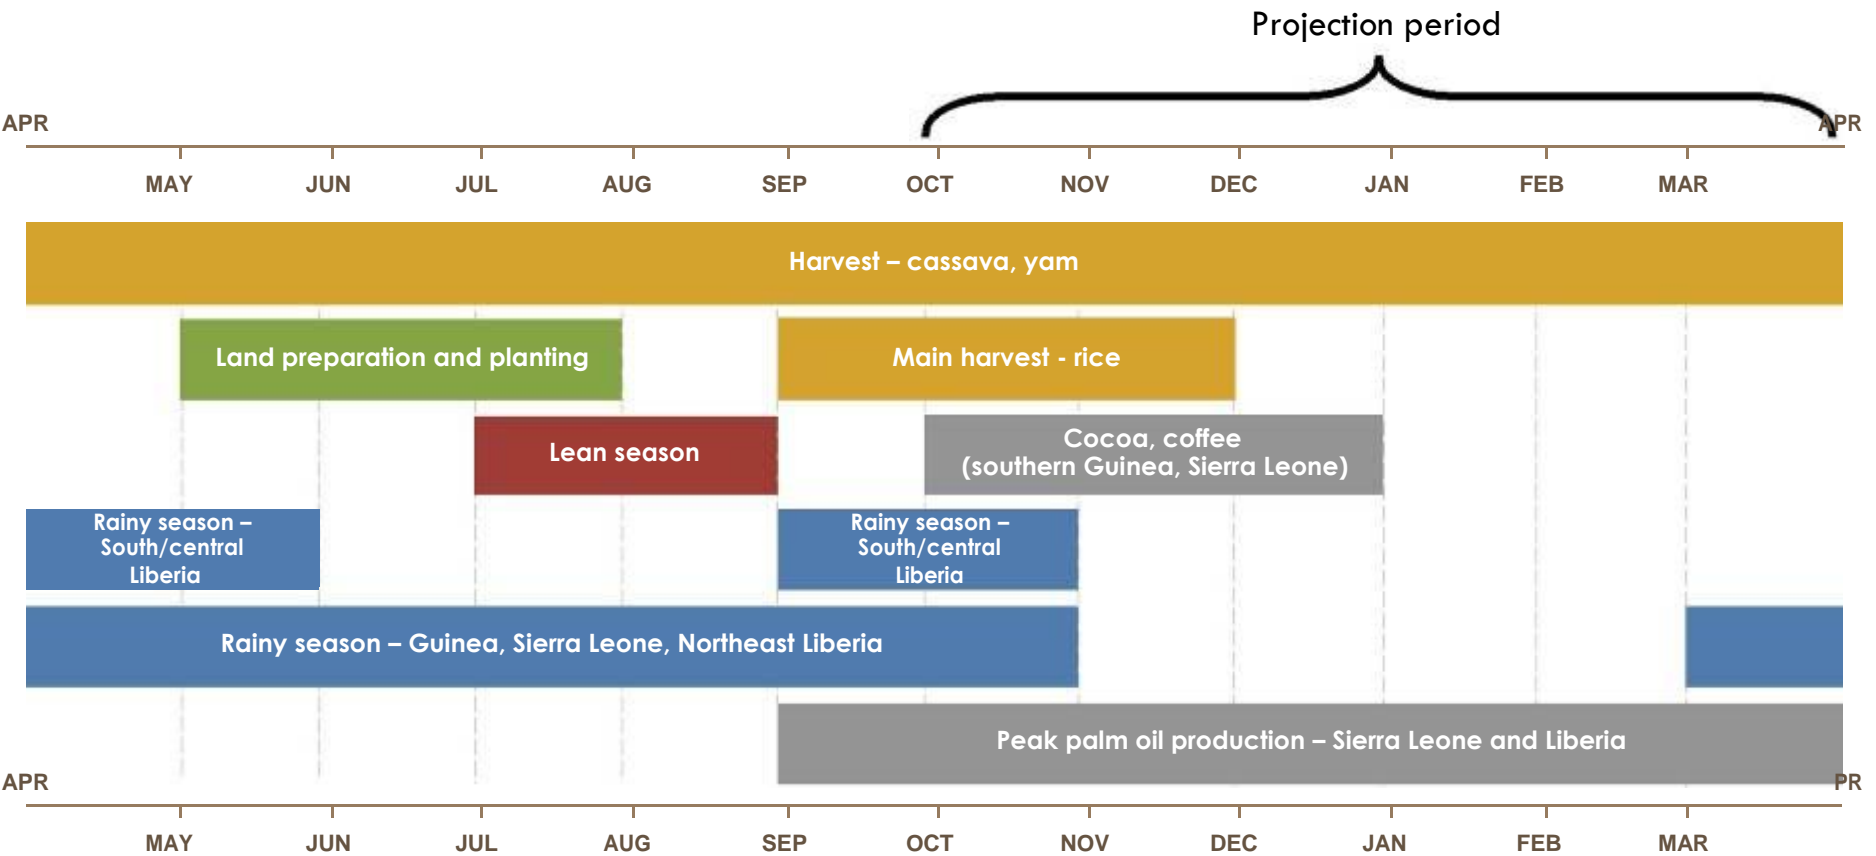 Projection period
APR
APR
MAY JUN JUL AUG SEP OCT NOV DEC JAN FEB MAR
Harvest – cassava, yam
Land preparation and planting
Main harvest - rice
Lean season
Cocoa, coffee
(southern Guinea, Sierra Leone)
Rainy season –
South/central
Liberia
Rainy season –
South/central
Liberia
Rainy season – Guinea, Sierra Leone, Northeast Liberia
Peak palm oil production – Sierra Leone and Liberia
APR
PR
MAY JUN JUL AUG SEP OCT NOV DEC JAN FEB MAR